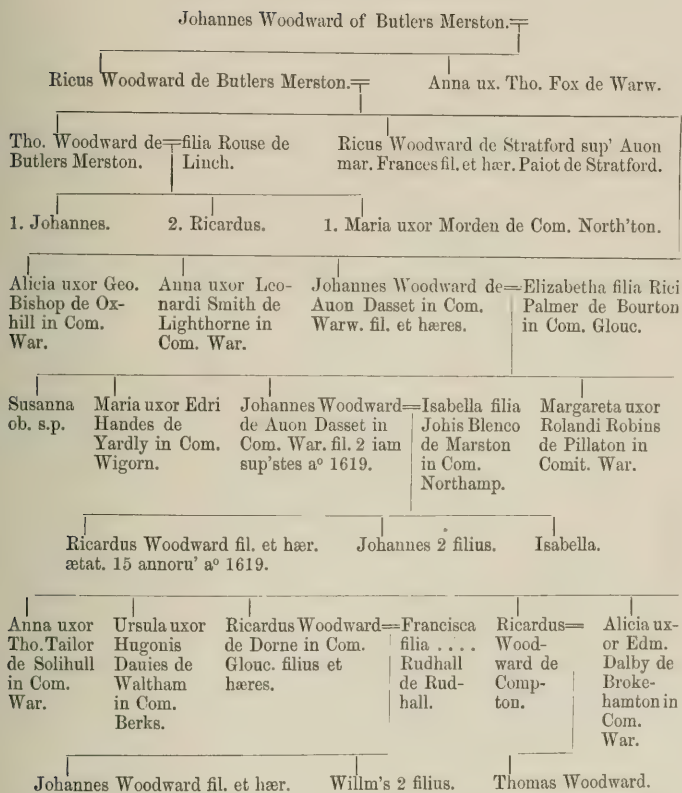 Johannes Woodward of Butlers Merston.
Ricus Woodward de Butlers Merston.
Anna ux. Tho. Fox de Warw.
Tho. Woodward de
Butlers Merston.
filia Rouse de
Linch.
Ricus Woodward de Stratford sup' Auon
mar. Frances fil. et hær. Paiot de Stratford.
1. Johannes.
2. Ricardus.
1. Maria uxor Morden de Com. North'ton.
Alicia uxor Geo.
Bishop de Ox-
hill in Com.
War.
Anna uxor Leo-
nardi Smith de
Lighthorne in
Com. War.
Johannes Woodward de
Auon Dasset in Com.
Warw. fil. et hæres.
Elizabetha filia Rici
Palmer de Bourton
in Com. Glouc.
Susanna
ob. s.p.
Maria uxor Edri
Handes de
Yardly in Com.
Wigorn.
Johannes Woodward
de Auon Dasset in
Com. War. fil. 2 iam
sup'stes aº 1619.
Isabella filia
Johis Blenco
de Marston
in Com.
Northamp.
Margareta uxor
Rolandi Robins
de Pillaton in
Comit. War.
Ricardus Woodward fil. et hær.
ætat. 15 annoru' aº 1619.
Johannes 2 filius.
Isabella.
Anna uxor
Tho. Tailor
de Solihull
in Com.
War.
Ursula uxor
Hugonis
Dauies de
Waltham
in Com.
Berks.
Ricardus Woodward
de Dorne in Com.
Glouc. filius et
hæres.
Francisca
filia . . . .
Rudhall
de Rud-
hall.
Ricardus
Wood-
ward de
Comp-
ton.
Alicia ux-
or Edm.
Dalby de
Broke-
hamton in
Com.
War.
Johannes Woodward fil. et hær.
Willm's 2 filius.
Thomas Woodward.